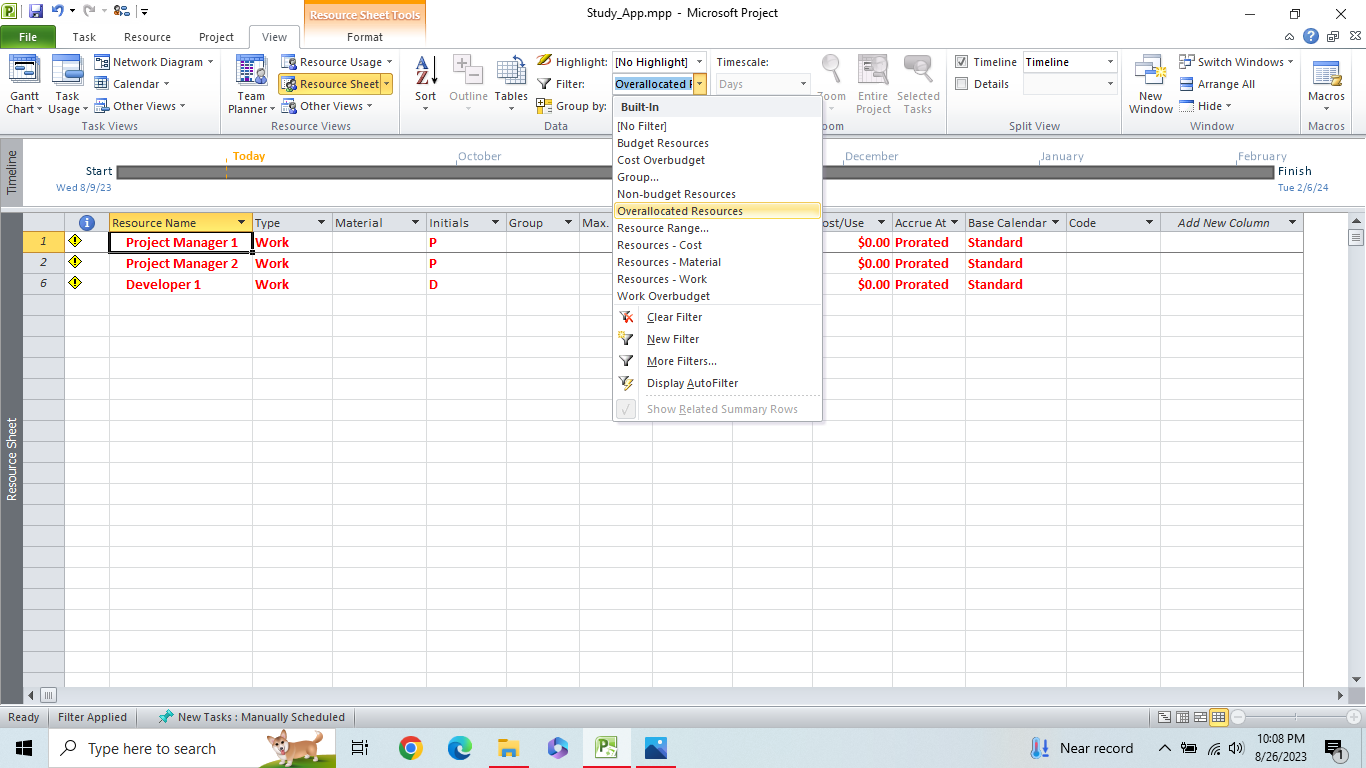 Resource Sheet Tools
Study_App.mpp - Microsoft Project
File Task Resource Project View Format
Gantt Chart
Task Usage
Network Diagram
Calendar
Other Views
Task Views
Team Planner
Resource Usage
Resource Sheet
Other Views
Resource Views
Sort
Outline
Tables
Highlight: [No Highlight]
Filter: Overallocated
Group by:
Data
Timescale:
Days
Entire Project
Selected Tasks
Timeline Timeline
Details
Split View
New Window
Switch Windows
Arrange All
Hide
Window
Macros
Macros
Built-In
[No Filter]
Budget Resources
Cost Overbudget
Group...
Non-budget Resources
Overallocated Resources
Resource Range...
Resources - Cost
Resources - Material
Resources - Work
Work Overbudget
Clear Filter
New Filter
More Filters...
Display AutoFilter
Show Related Summary Rows
Timeline
Today
October December January February
Start
Wed 8/9/23
Finish
Tue 2/6/24
Resource Name Type Material Initials Group Max. ost/Use Accrue At Base Calendar Code Add New Column
1 Project Manager 1 Work P $0.00 Prorated Standard
2 Project Manager 2 Work P $0.00 Prorated Standard
6 Developer 1 Work D $0.00 Prorated Standard
Resource Sheet
Ready Filter Applied New Tasks : Manually Scheduled
Type here to search
Near record
10:08 PM
8/26/2023
1